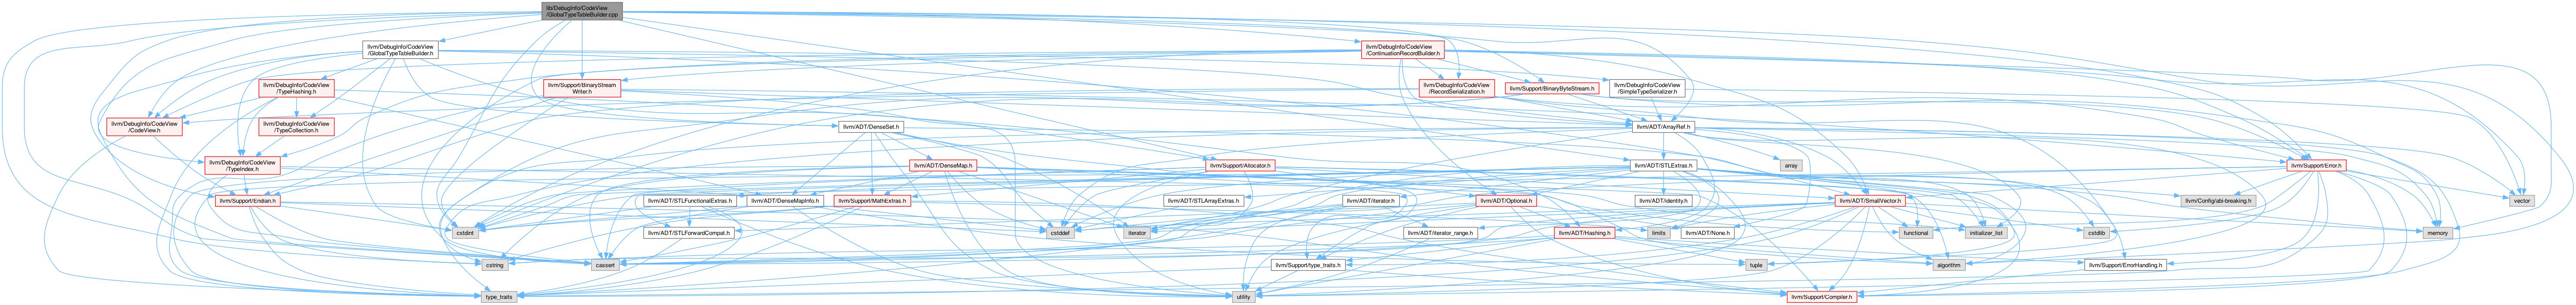 lib/DebugInfo/CodeView
/GlobalTypeTableBuilder.cpp
llvm/DebugInfo/CodeView
/GlobalTypeTableBuilder.h
llvm/DebugInfo/CodeView
/ContinuationRecordBuilder.h
llvm/DebugInfo/CodeView
/TypeHashing.h
llvm/Support/BinaryStream
Writer.h
llvm/DebugInfo/CodeView
/RecordSerialization.h
llvm/Support/BinaryByteStream.h
llvm/DebugInfo/CodeView
/SimpleTypeSerializer.h
llvm/DebugInfo/CodeView
/CodeView.h
llvm/DebugInfo/CodeView
/TypeCollection.h
llvm/ADT/DenseSet.h
llvm/ADT/ArrayRef.h
llvm/DebugInfo/CodeView
/TypeIndex.h
llvm/ADT/DenseMap.h
llvm/Support/Allocator.h
llvm/ADT/STLExtras.h
array
llvm/Support/Error.h
llvm/Support/Endian.h
llvm/ADT/STLFunctionalExtras.h
llvm/ADT/DenseMapInfo.h
llvm/Support/MathExtras.h
llvm/ADT/STLArrayExtras.h
llvm/ADT/iterator.h
llvm/ADT/Optional.h
llvm/ADT/identity.h
llvm/ADT/SmallVector.h
llvm/Config/abi-breaking.h
vector
cstdint
llvm/ADT/STLForwardCompat.h
cstddef
iterator
llvm/ADT/iterator_range.h
llvm/ADT/Hashing.h
limits
llvm/ADT/None.h
functional
initializer_list
cstdlib
memory
cstring
cassert
llvm/Support/type_traits.h
tuple
algorithm
llvm/Support/ErrorHandling.h
type_traits
utility
llvm/Support/Compiler.h